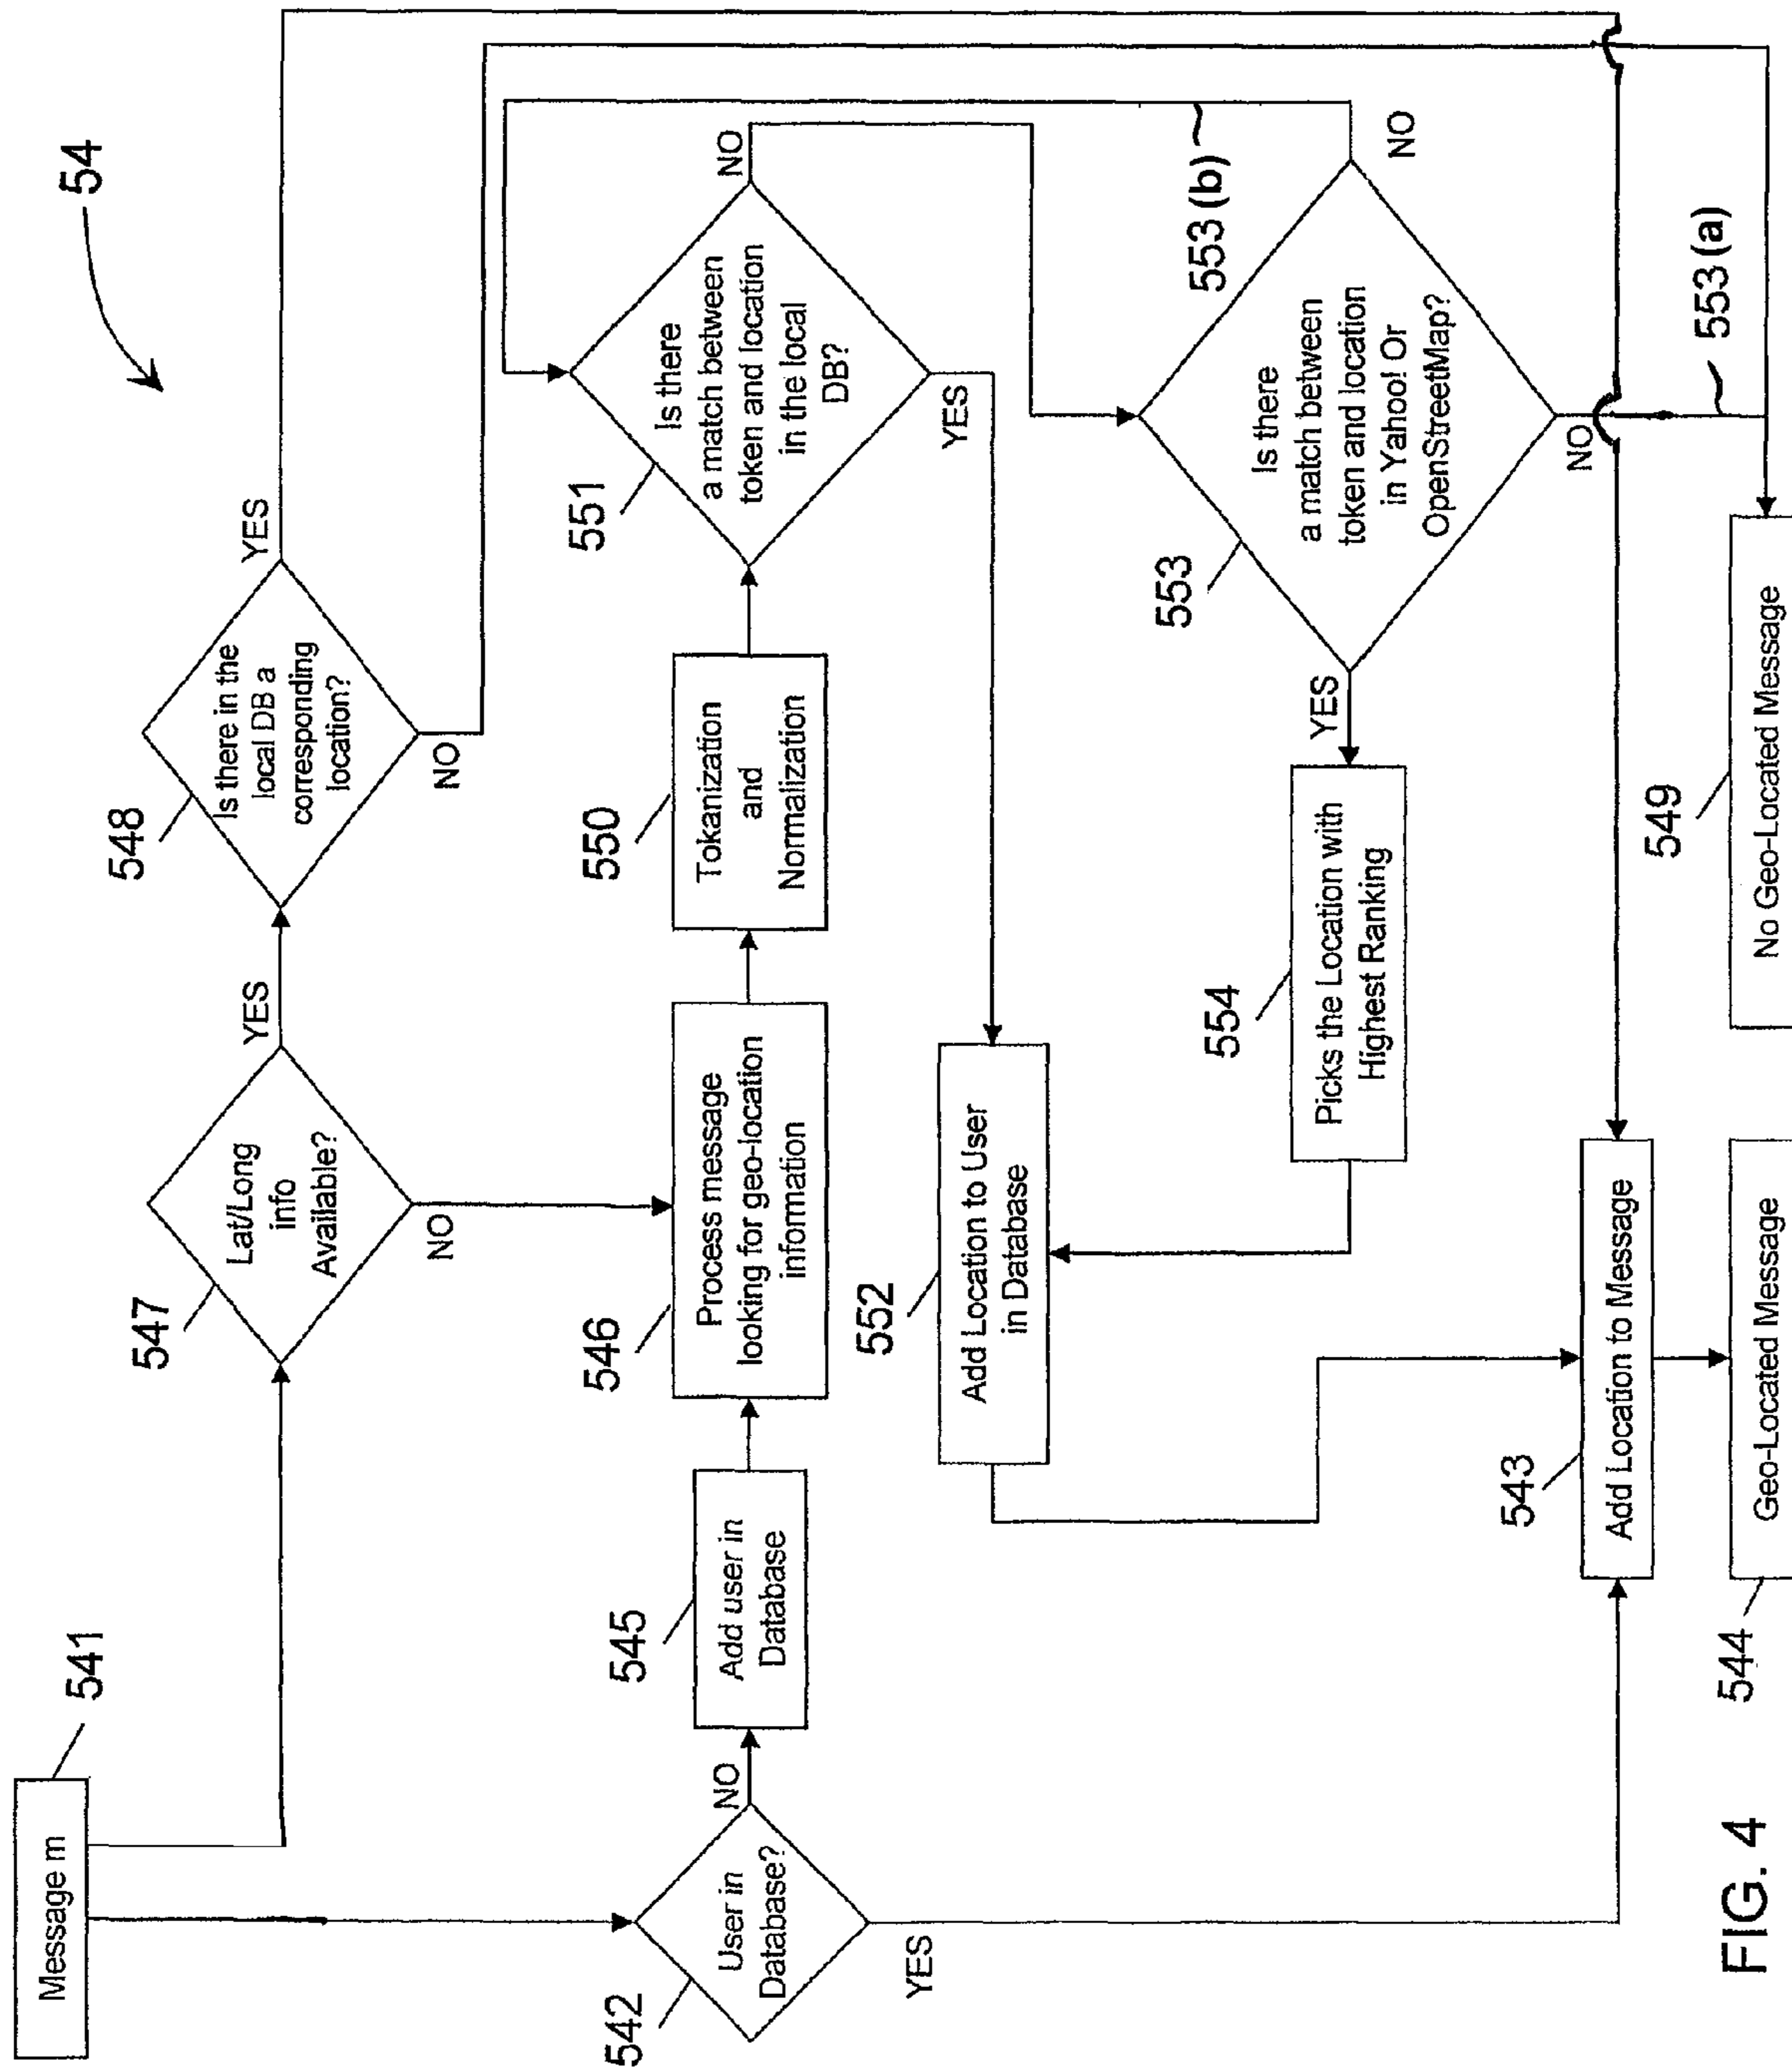 54
541
Message m
547
Lat/Long
info
Available?
YES
NO
548
Is there in the
local DB a
corresponding
location?
YES
NO
542
User in
Database?
NO
YES
545
Add user in
Database
546
Process message
looking for geo-location
information
550
Tokanization
and
Normalization
551
Is there
a match between
token and location
in the local
DB?
NO
YES
552
Add Location to User
in Database
553
Is there
a match between
token and location
in Yahoo! Or
OpenStreetMap?
YES
NO
NO
553 (b)
553 (a)
554
Picks the Location with
Highest Ranking
543
Add Location to Message
544
Geo-Located Message
549
No Geo-Located Message
FIG. 4